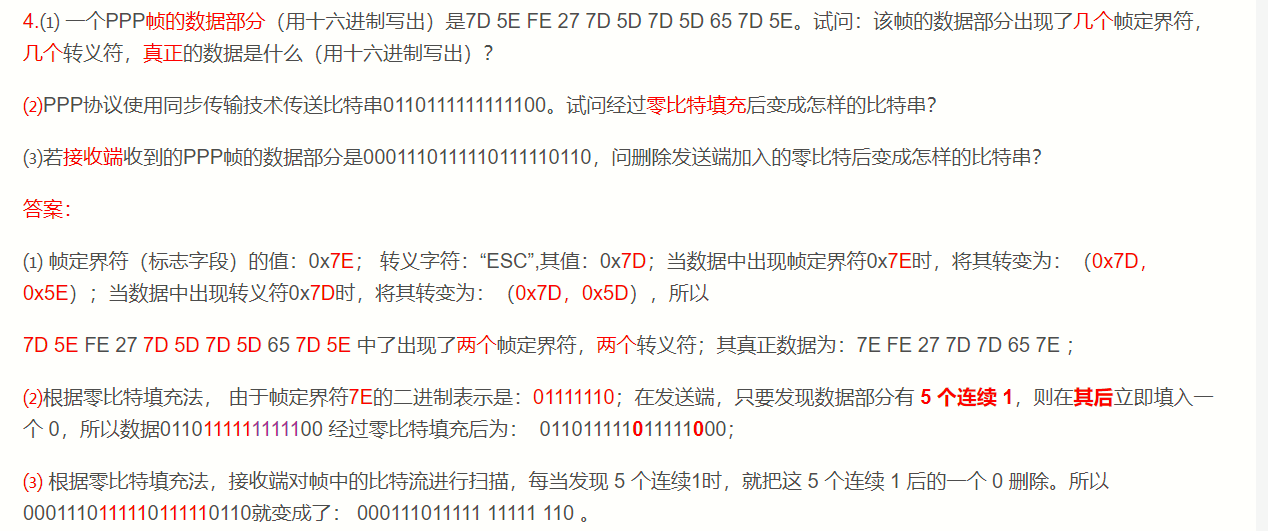 4.⑴ 一个PPP帧的数据部分（用十六进制写出）是7D 5E FE 27 7D 5D 7D 5D 65 7D 5E。试问：该帧的数据部分出现了几个帧定界符，
几个转义符，真正的数据是什么（用十六进制写出）？
⑵PPP协议使用同步传输技术传送比特串0110111111111100。试问经过零比特填充后变成怎样的比特串？
⑶若接收端收到的PPP帧的数据部分是0001110111110111110110，问删除发送端加入的零比特后变成怎样的比特串？
答案：
⑴ 帧定界符（标志字段）的值：0x7E； 转义字符：“ESC”,其值：0x7D；当数据中出现帧定界符0x7E时，将其转变为：（0x7D，
0x5E）；当数据中出现转义符0x7D时，将其转变为：（0x7D，0x5D），所以
7D 5E FE 27 7D 5D 7D 5D 65 7D 5E 中了出现了两个帧定界符，两个转义符；其真正数据为：7E FE 27 7D 7D 65 7E ；
⑵根据零比特填充法， 由于帧定界符7E的二进制表示是：01111110；在发送端，只要发现数据部分有 5 个连续 1，则在其后立即填入一
个 0，所以数据0110111111111100 经过零比特填充后为： 011011111011111000；
⑶ 根据零比特填充法，接收端对帧中的比特流进行扫描，每当发现 5 个连续1时，就把这 5 个连续 1 后的一个 0 删除。所以
0001110111110111110110就变成了： 000111011111 11111 110 。